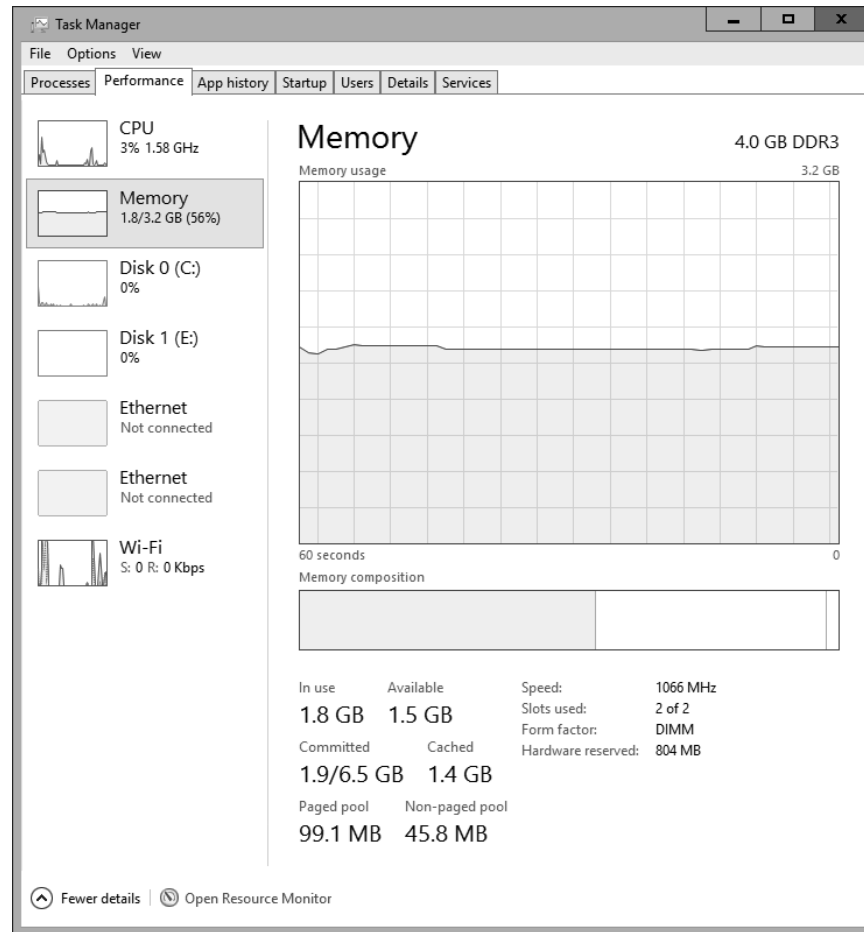 Task Manager
File Options View
Processes Performance App history Startup Users Details Services
CPU
3% 1.58 GHz
Memory
1.8/3.2 GB (56%)
Disk 0 (C:)
0%
Disk 1 (E:)
0%
Ethernet
Not connected
Ethernet
Not connected
Wi-Fi
S: 0 R: 0 Kbps
Memory 4.0 GB DDR3
Memory usage 3.2 GB
60 seconds 0
Memory composition
In use Available
1.8 GB 1.5 GB
Committed Cached
1.9/6.5 GB 1.4 GB
Paged pool Non-paged pool
99.1 MB 45.8 MB
Speed: 1066 MHz
Slots used: 2 of 2
Form factor: DIMM
Hardware reserved: 804 MB
Fewer details Open Resource Monitor